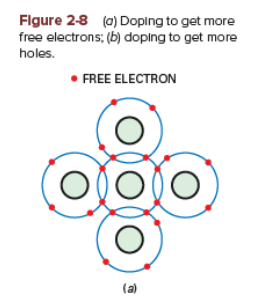 Figure 2-8 (a) Doping to get more
free electrons; (b) doping to get more
holes.
FREE ELECTRON
(a)